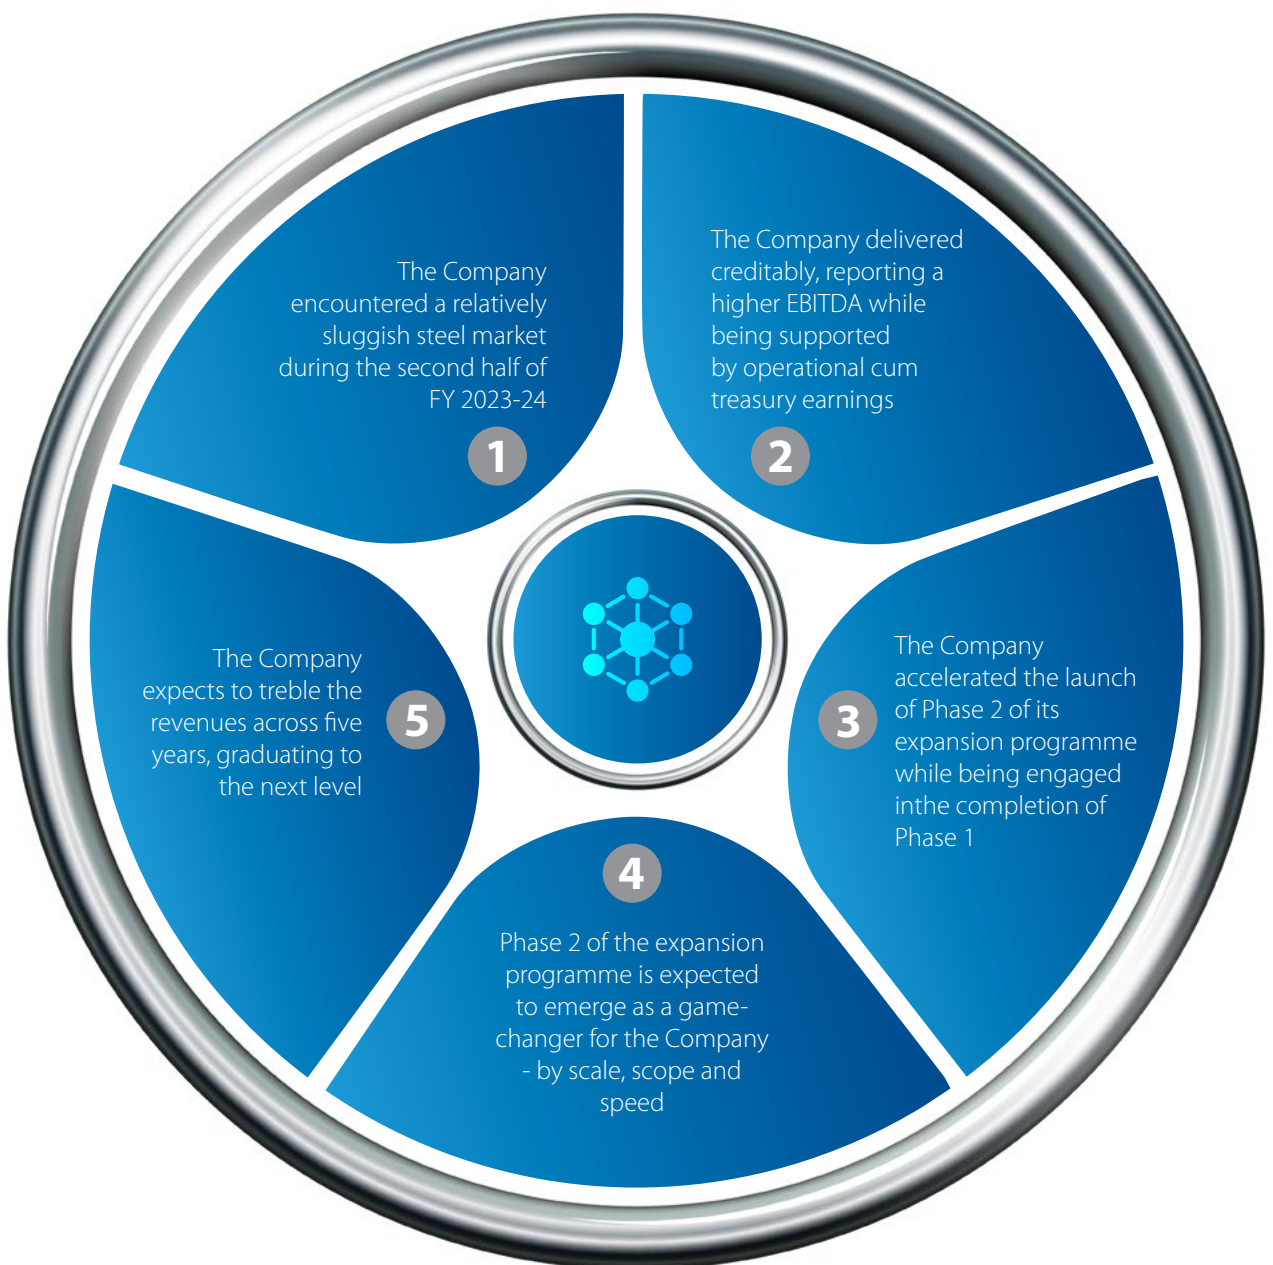 The Company
encountered a relatively
sluggish steel market
during the second half of
FY 2023-24
1
The Company delivered
creditably, reporting a
higher EBITDA while
being supported
by operational cum
treasury earnings
2
3
The Company
accelerated the launch
of Phase 2 of its
expansion programme
while being engaged
inthe completion of
Phase 1
4
Phase 2 of the expansion
programme is expected
to emerge as a game-
changer for the Company
- by scale, scope and
speed
The Company
expects to treble the
revenues across five
years, graduating to
the next level
5